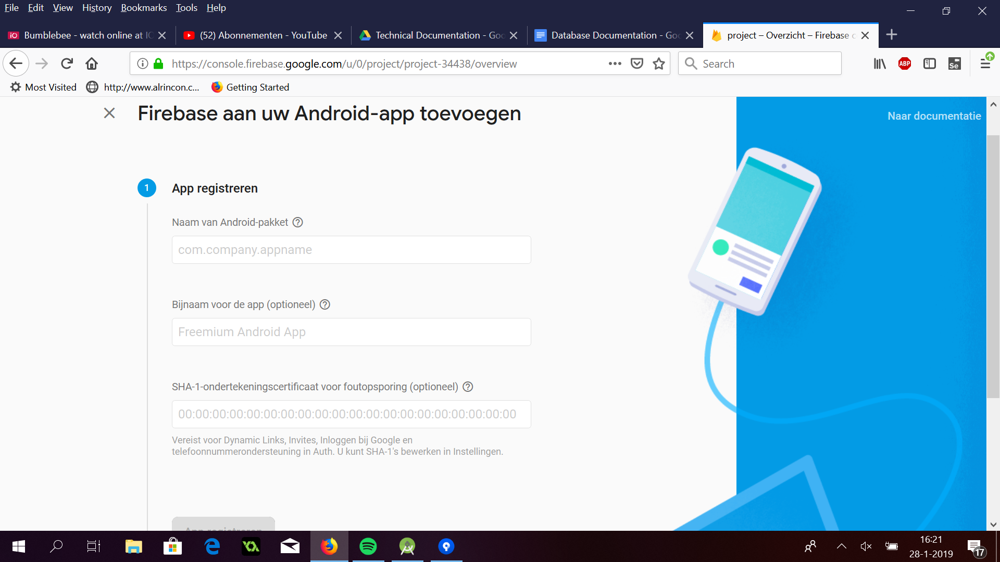 File Edit View History Bookmarks Tools Help
Bumblebee - watch online at IO
(52) Abonnementen - YouTube
Technical Documentation - Goo
Database Documentation - Goo
project – Overzicht – Firebase c
https://console.firebase.google.com/u/0/project/project-34438/overview
Search
ABP
Se
Most Visited
http://www.alrincon.c...
Getting Started
Firebase aan uw Android-app toevoegen
Naar documentatie
1
App registreren
Naam van Android-pakket
com.company.appname
Bijnaam voor de app (optioneel)
Freemium Android App
SHA-1-ondertekeningscertificaat voor foutopsporing (optioneel)
00:00:00:00:00:00:00:00:00:00:00:00:00:00:00:00:00:00:00:00
Vereist voor Dynamic Links, Invites, Inloggen bij Google en
telefoonnummerondersteuning in Auth. U kunt SHA-1's bewerken in Instellingen.
App registreren
16:21
28-1-2019
17